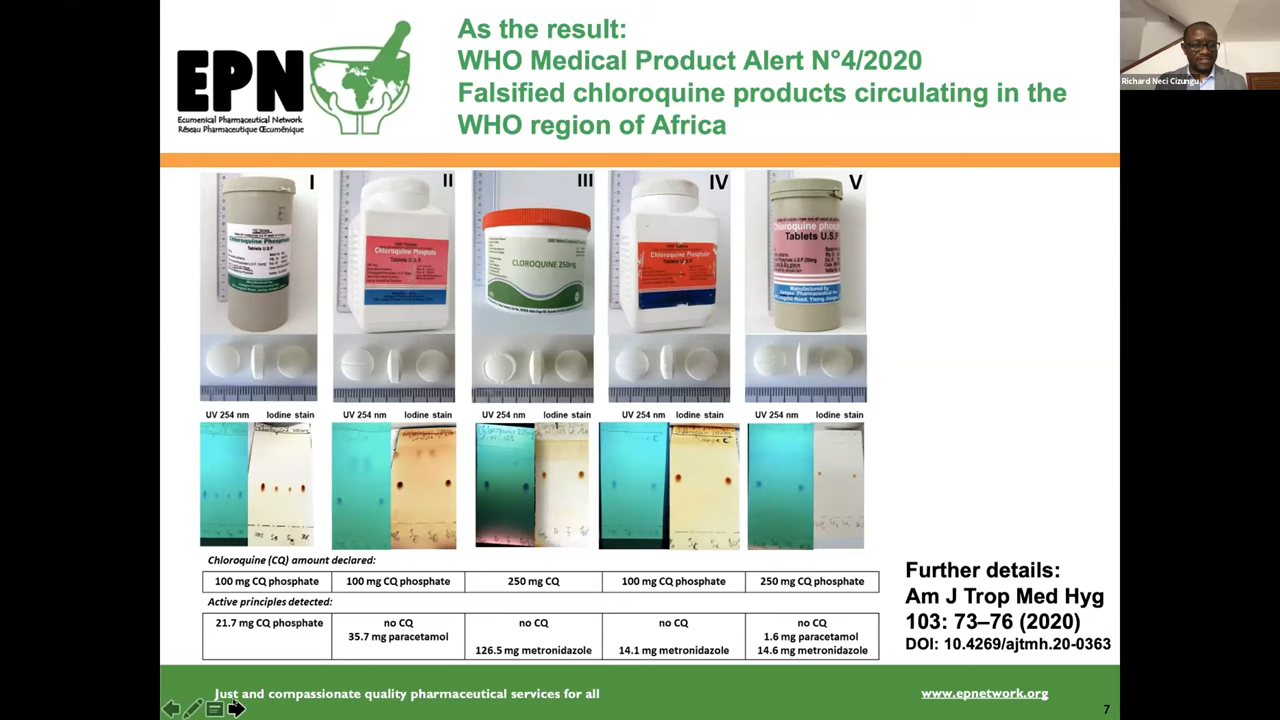 As the result:
WHO Medical Product Alert N°4/2020
Falsified chloroquine products circulating in the
WHO region of Africa
EPN
Ecumenical Pharmaceutical Network
Réseau Pharmaceutique Œcuménique
Richard Neci Cizungu
I II III IV V
Chloroquine Phosphate
Tablets U.S.P
Chloroquine Phosphate
Tablets U.S.P
CLOROQUINE 250mg
Chloroquine Phosphate
Tablets U.S.P
Chloroquine phosph
Tablets U.S.P
Manufactured by
UV 254 nm Iodine stain UV 254 nm Iodine stain UV 254 nm Iodine stain UV 254 nm Iodine stain UV 254 nm Iodine stain
Chloroquine (CQ) amount declared:
100 mg CQ phosphate 100 mg CQ phosphate 250 mg CQ 100 mg CQ phosphate 250 mg CQ phosphate
Active principles detected:
21.7 mg CQ phosphate no CQ no CQ no CQ no CQ
35.7 mg paracetamol 1.6 mg paracetamol
126.5 mg metronidazole 14.1 mg metronidazole 14.6 mg metronidazole
Further details:
Am J Trop Med Hyg
103: 73–76 (2020)
DOI: 10.4269/ajtmh.20-0363
Just and compassionate quality pharmaceutical services for all
www.epnetwork.org
7